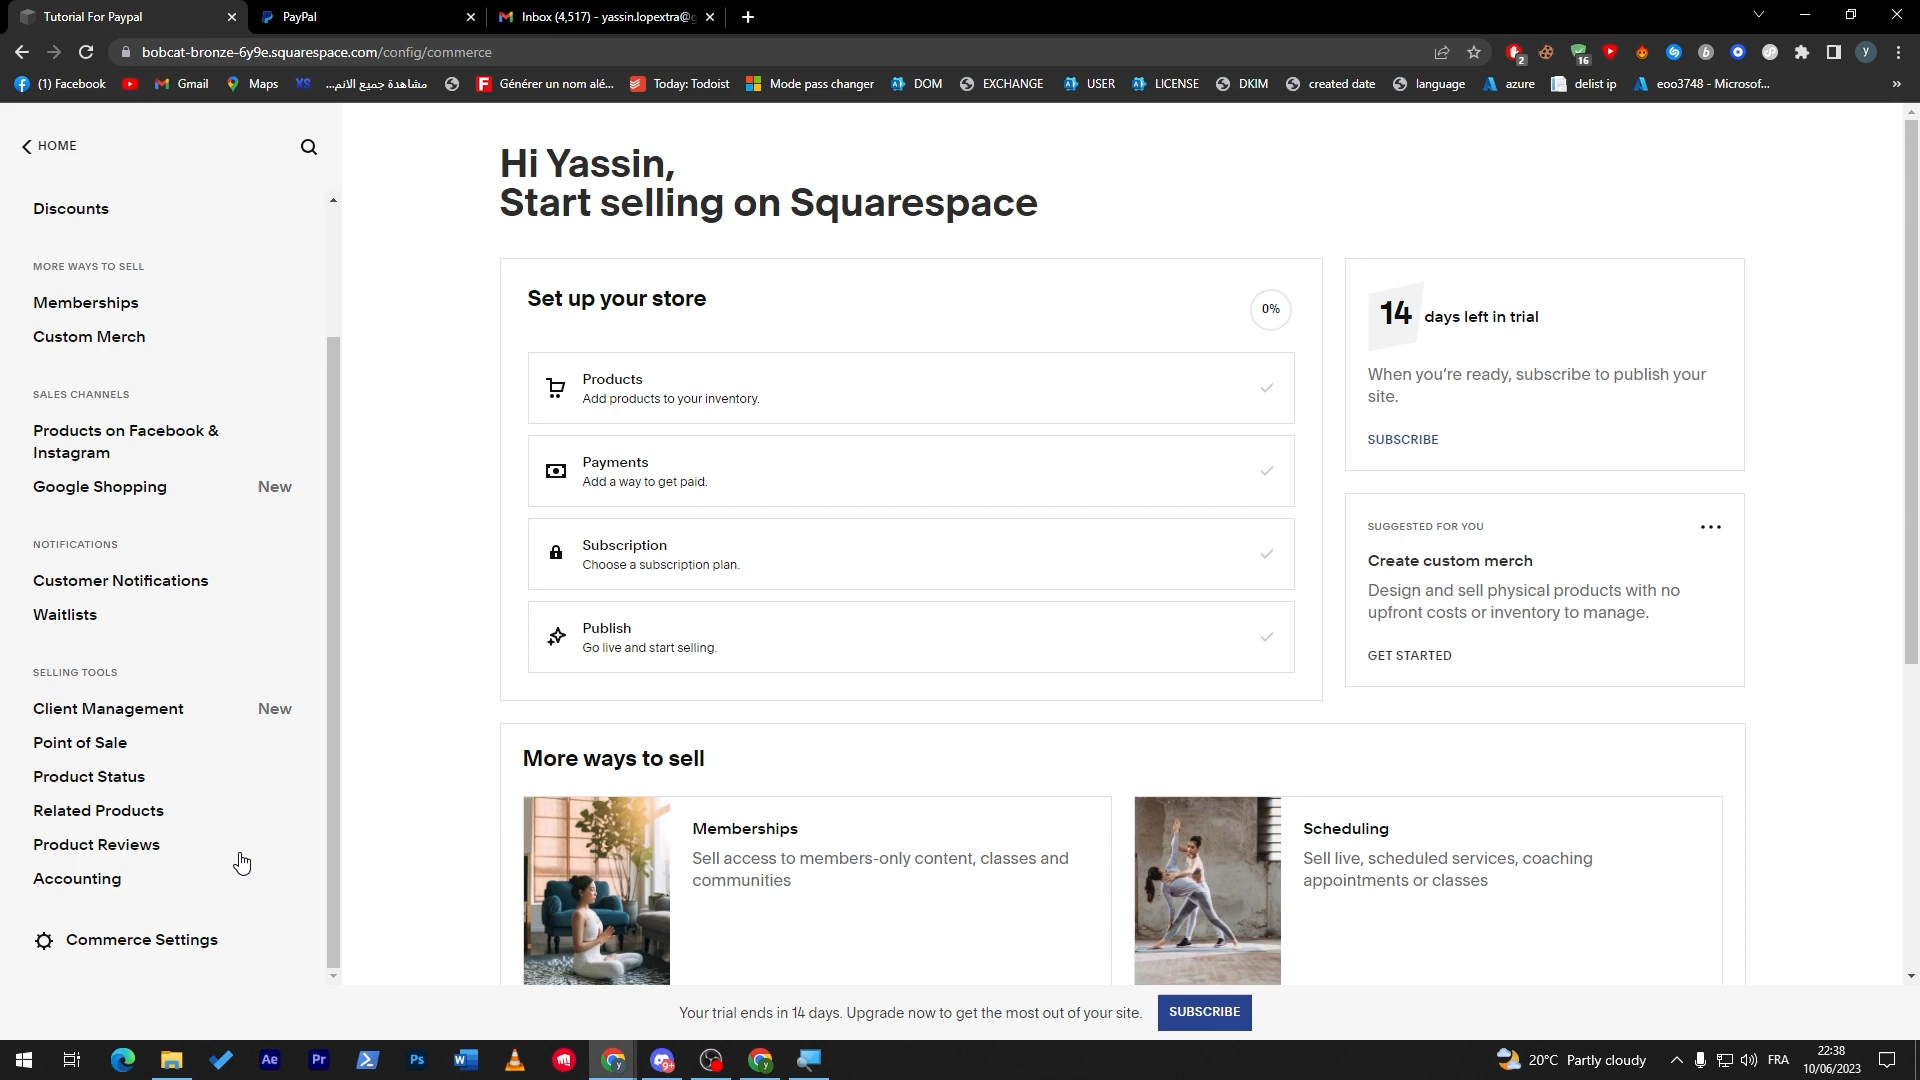 Tutorial For Paypal
PayPal
Inbox (4,517) - yassin.lopextra@g
bobcat-bronze-6y9e.squarespace.com/config/commerce
2
16
b
y
(1) Facebook
Gmail
Maps
مشاهدة جميع الانم...
Générer un nom alé...
Today: Todoist
Mode pass changer
DOM
EXCHANGE
USER
LICENSE
DKIM
created date
language
azure
delist ip
eoo3748 - Microsof...
»
HOME
Discounts
MORE WAYS TO SELL
Memberships
Custom Merch
SALES CHANNELS
Products on Facebook &
Instagram
Google Shopping New
NOTIFICATIONS
Customer Notifications
Waitlists
SELLING TOOLS
Client Management New
Point of Sale
Product Status
Related Products
Product Reviews
Accounting
Commerce Settings
Hi Yassin,
Start selling on Squarespace
Set up your store
0%
Products
Add products to your inventory.
Payments
Add a way to get paid.
Subscription
Choose a subscription plan.
Publish
Go live and start selling.
14 days left in trial
When you're ready, subscribe to publish your
site.
SUBSCRIBE
SUGGESTED FOR YOU
Create custom merch
Design and sell physical products with no
upfront costs or inventory to manage.
GET STARTED
More ways to sell
Memberships
Sell access to members-only content, classes and
communities
Scheduling
Sell live, scheduled services, coaching
appointments or classes
Your trial ends in 14 days. Upgrade now to get the most out of your site.
SUBSCRIBE
Ae
Pr
Ps
W
20°C Partly cloudy
FRA
22:38
10/06/2023